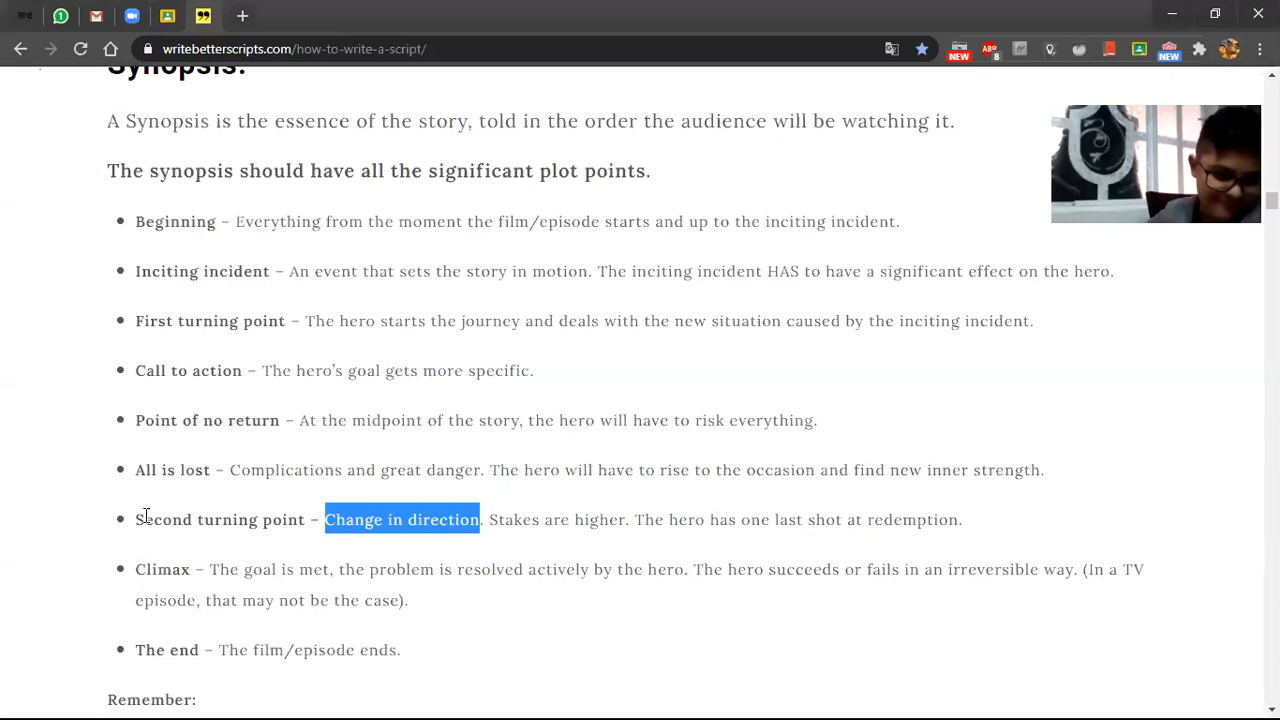 writebetterscripts.com/how-to-write-a-script/
NEW
ABP
8
NEW
Synopsis:
A Synopsis is the essence of the story, told in the order the audience will be watching it.
The synopsis should have all the significant plot points.
Beginning – Everything from the moment the film/episode starts and up to the inciting incident.
Inciting incident – An event that sets the story in motion. The inciting incident HAS to have a significant effect on the hero.
First turning point – The hero starts the journey and deals with the new situation caused by the inciting incident.
Call to action – The hero's goal gets more specific.
Point of no return – At the midpoint of the story, the hero will have to risk everything.
All is lost – Complications and great danger. The hero will have to rise to the occasion and find new inner strength.
Second turning point – Change in direction. Stakes are higher. The hero has one last shot at redemption.
Climax – The goal is met, the problem is resolved actively by the hero. The hero succeeds or fails in an irreversible way. (In a TV
episode, that may not be the case).
The end – The film/episode ends.
Remember: